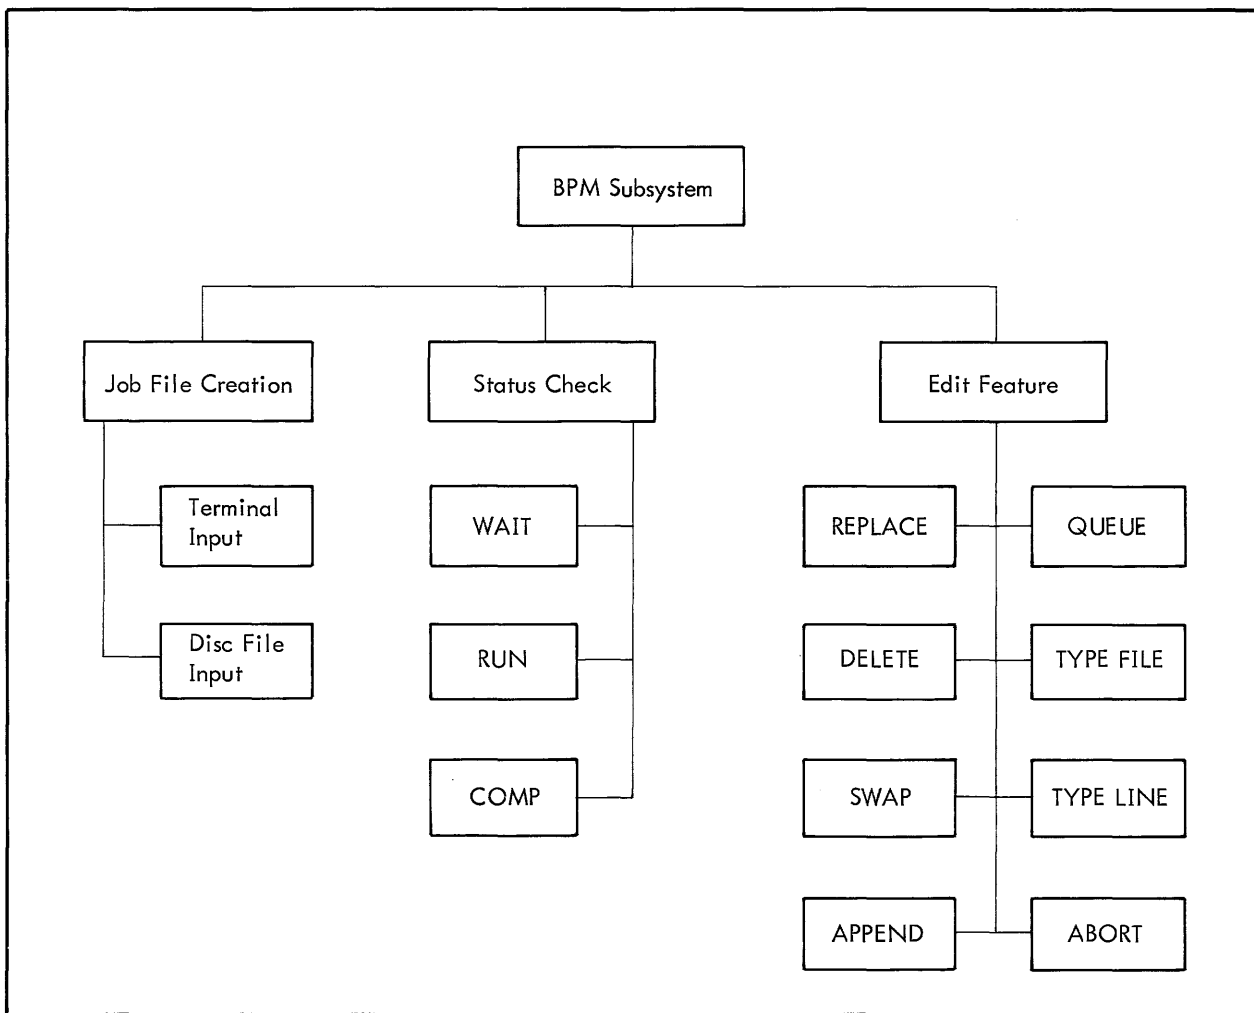 BPM Subsystem
Job File Creation
Status Check
Edit Feature
Terminal
Input
WAIT
REPLACE
QUEUE
Disc File
Input
RUN
DELETE
TYPE FILE
COMP
SWAP
TYPE LINE
APPEND
ABORT